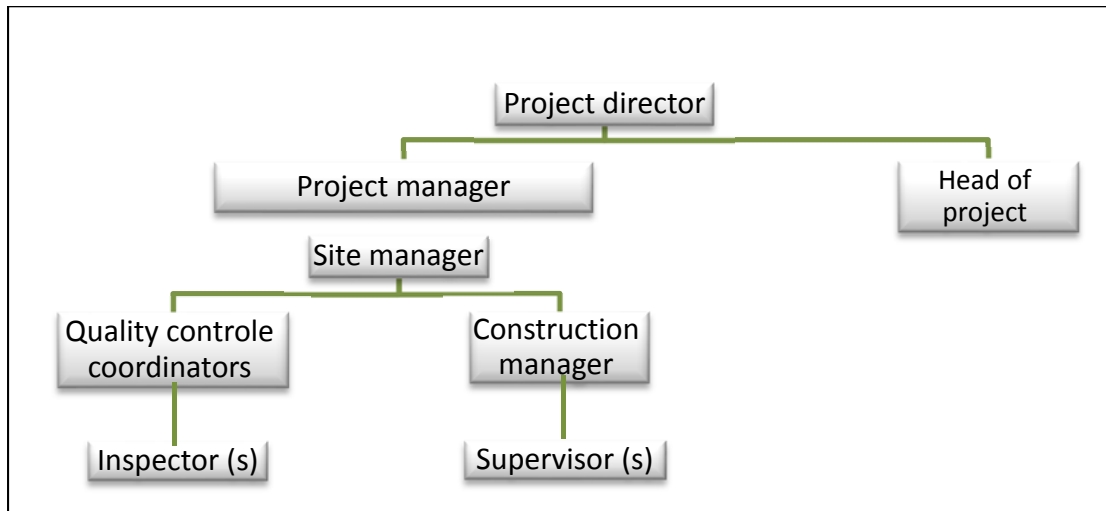 Project director
Project manager
Head of
project
Site manager
Quality controle
coordinators
Construction
manager
Inspector (s)
Supervisor (s)